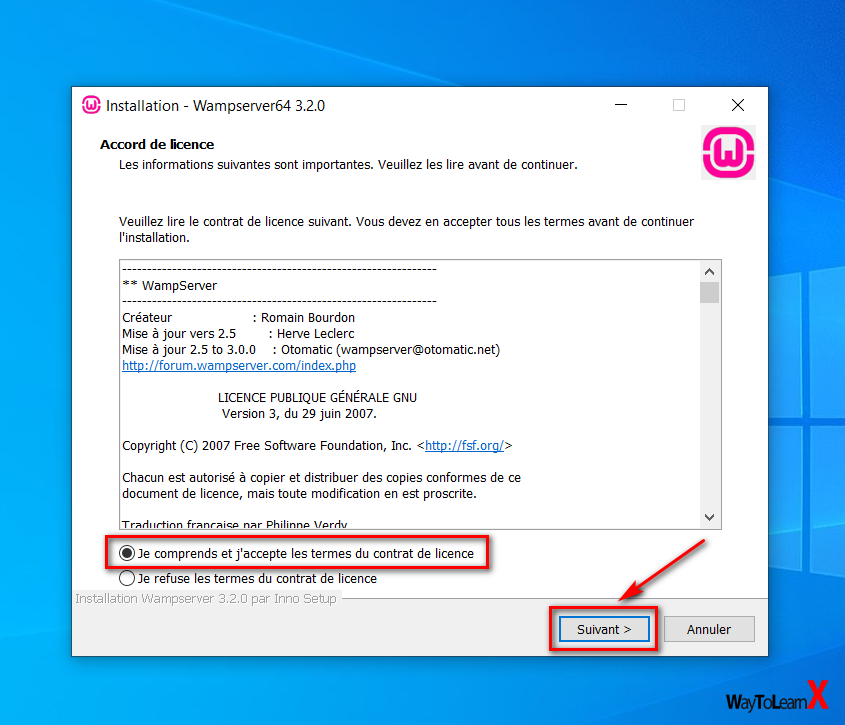 Installation - Wampserver64 3.2.0
Accord de licence
Les informations suivantes sont importantes. Veuillez les lire avant de continuer.
Veuillez lire le contrat de licence suivant. Vous devez en accepter tous les termes avant de continuer
l'installation.
------------------------------------------------------------
** WampServer
------------------------------------------------------------
Créateur : Romain Bourdon
Mise à jour vers 2.5 : Herve Leclerc
Mise à jour 2.5 to 3.0.0 : Otomatic (wampserver@otomatic.net)
http://forum.wampserver.com/index.php
LICENCE PUBLIQUE GÉNÉRALE GNU
Version 3, du 29 juin 2007.
Copyright (C) 2007 Free Software Foundation, Inc. <http://fsf.org/>
Chacun est autorisé à copier et distribuer des copies conformes de ce
document de licence, mais toute modification en est proscrite.
Traduction française par Philippe Verdy
Je comprends et j'accepte les termes du contrat de licence
Je refuse les termes du contrat de licence
Installation Wampserver 3.2.0 par Inno Setup
Suivant >
Annuler
WayToLearnX